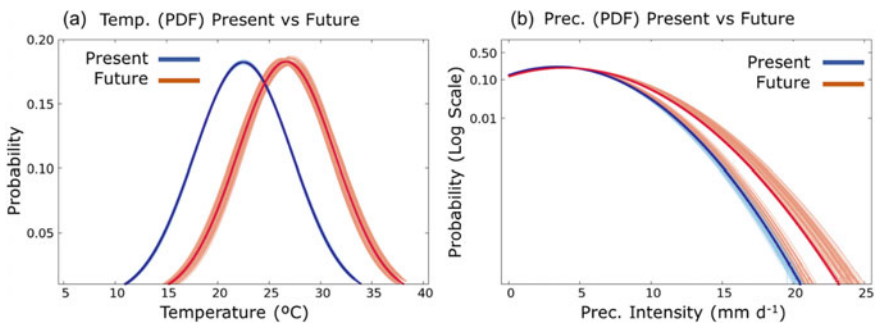 (a) Temp. (PDF) Present vs Future
0.20
Present
Future
0.15
0.10
0.05
Probability
5 10 15 20 25 30 35 40
Temperature (ºC)
(b) Prec. (PDF) Present vs Future
0.50
Present
0.10
Future
0.01
Probability (Log Scale)
0 5 10 15 20 25
Prec. Intensity (mm d⁻¹)